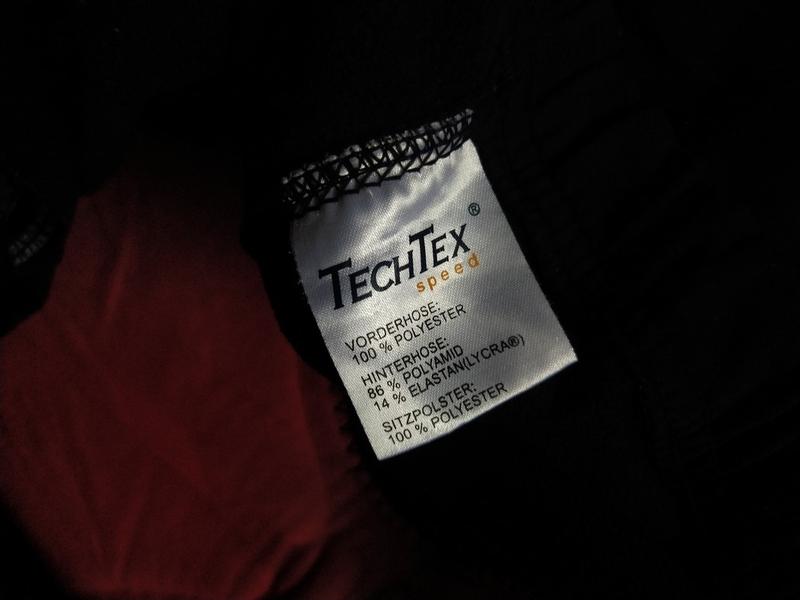 TECHTEX®
speed
VORDERHOSE:
100 % POLYESTER
HINTERHOSE:
86 % POLYAMID
14 % ELASTAN(LYCRA®)
SITZPOLSTER:
100 % POLYESTER